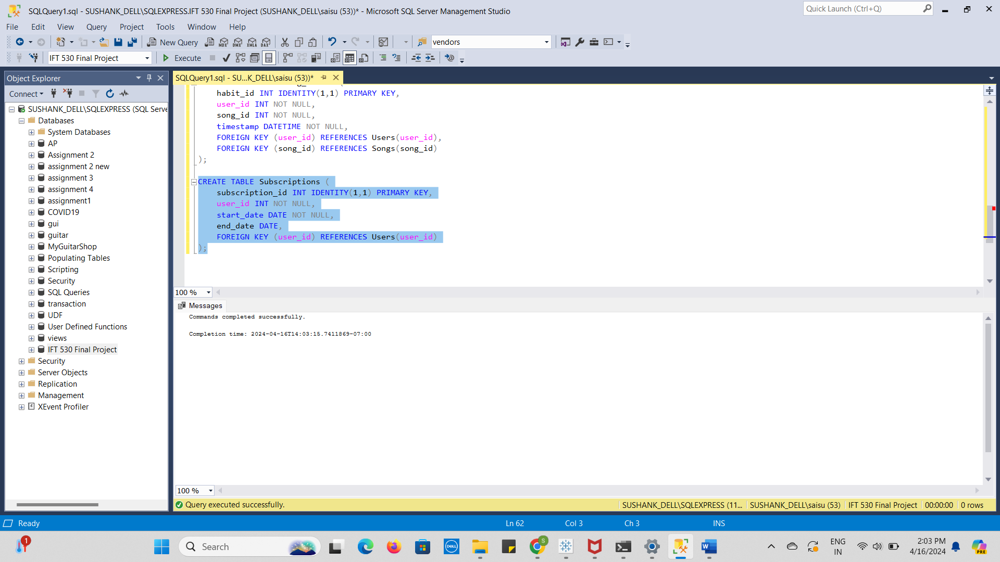 SQLQuery1.sql - SUSHANK_DELL\SQLEXPRESS.IFT 530 Final Project (SUSHANK_DELL\saisu (53))* - Microsoft SQL Server Management Studio
Quick Launch (Ctrl+Q)
File Edit View Query Project Tools Window Help
New Query MDX DMX XMLA DAX vendors
IFT 530 Final Project Execute
Object Explorer
SQLQuery1.sql - SU...K_DELL\saisu (53))*
Connect
SUSHANK_DELL\SQLEXPRESS (SQL Serve
Databases
System Databases
AP
Assignment 2
assignment 2 new
assignment 3
assignment 4
assignment1
COVID19
gui
guitar
MyGuitarShop
Populating Tables
Scripting
Security
SQL Queries
transaction
UDF
User Defined Functions
views
IFT 530 Final Project
Security
Server Objects
Replication
Management
XEvent Profiler
habit_id INT IDENTITY(1,1) PRIMARY KEY,
user_id INT NOT NULL,
song_id INT NOT NULL,
timestamp DATETIME NOT NULL,
FOREIGN KEY (user_id) REFERENCES Users(user_id),
FOREIGN KEY (song_id) REFERENCES Songs(song_id)
);
CREATE TABLE Subscriptions (
subscription_id INT IDENTITY(1,1) PRIMARY KEY,
user_id INT NOT NULL,
start_date DATE NOT NULL,
end_date DATE,
FOREIGN KEY (user_id) REFERENCES Users(user_id)
);
100 %
Messages
Commands completed successfully.
Completion time: 2024-04-16T14:03:15.7411869-07:00
100 %
Query executed successfully. SUSHANK_DELL\SQLEXPRESS (11... SUSHANK_DELL\saisu (53) IFT 530 Final Project 00:00:00 0 rows
Ready Ln 62 Col 3 Ch 3 INS
1
Search
DELL
S
ENG
IN
2:03 PM
4/16/2024
PRE